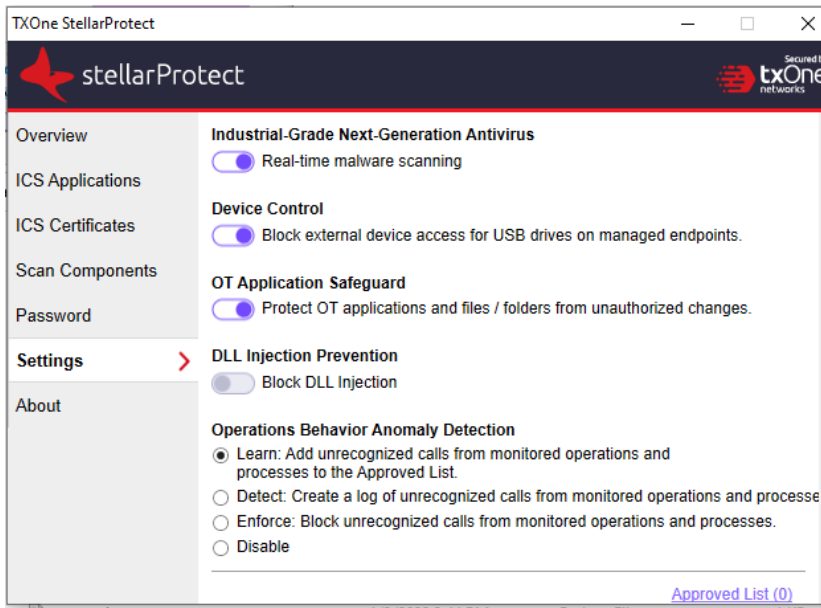 TXOne StellarProtect
stellarProtect
Secured
txOne
networks
Overview
ICS Applications
ICS Certificates
Scan Components
Password
Settings
About
Industrial-Grade Next-Generation Antivirus
Real-time malware scanning
Device Control
Block external device access for USB drives on managed endpoints.
OT Application Safeguard
Protect OT applications and files / folders from unauthorized changes.
DLL Injection Prevention
Block DLL Injection
Operations Behavior Anomaly Detection
Learn: Add unrecognized calls from monitored operations and
processes to the Approved List.
Detect: Create a log of unrecognized calls from monitored operations and processe
Enforce: Block unrecognized calls from monitored operations and processes.
Disable
Approved List (0)